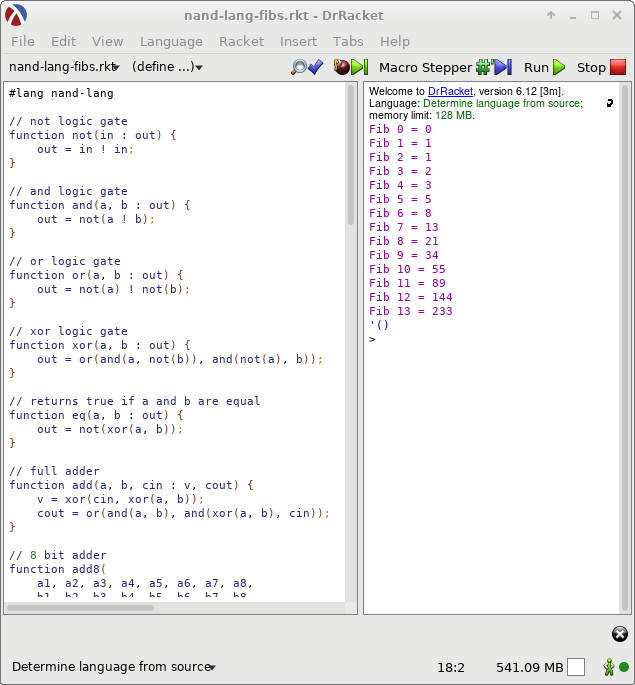 nand-lang-fibs.rkt - DrRacket
File Edit View Language Racket Insert Tabs Help
nand-lang-fibs.rkt (define ...) Macro Stepper Run Stop
#lang nand-lang
// not logic gate
function not(in : out) {
    out = in ! in;
}
// and logic gate
function and(a, b : out) {
    out = not(a ! b);
}
// or logic gate
function or(a, b : out) {
    out = not(a) ! not(b);
}
// xor logic gate
function xor(a, b : out) {
    out = or(and(a, not(b)), and(not(a), b));
}
// returns true if a and b are equal
function eq(a, b : out) {
    out = not(xor(a, b));
}
// full adder
function add(a, b, cin : v, cout) {
    v = xor(cin, xor(a, b));
    cout = or(and(a, b), and(xor(a, b), cin));
}
// 8 bit adder
function add8(
    a1, a2, a3, a4, a5, a6, a7, a8,
    b1, b2, b3, b4, b5, b6, b7, b8,
Welcome to DrRacket, version 6.12 [3m].
Language: Determine language from source;
memory limit: 128 MB.
Fib 0 = 0
Fib 1 = 1
Fib 2 = 1
Fib 3 = 2
Fib 4 = 3
Fib 5 = 5
Fib 6 = 8
Fib 7 = 13
Fib 8 = 21
Fib 9 = 34
Fib 10 = 55
Fib 11 = 89
Fib 12 = 144
Fib 13 = 233
'()
>
Determine language from source 18:2 541.09 MB